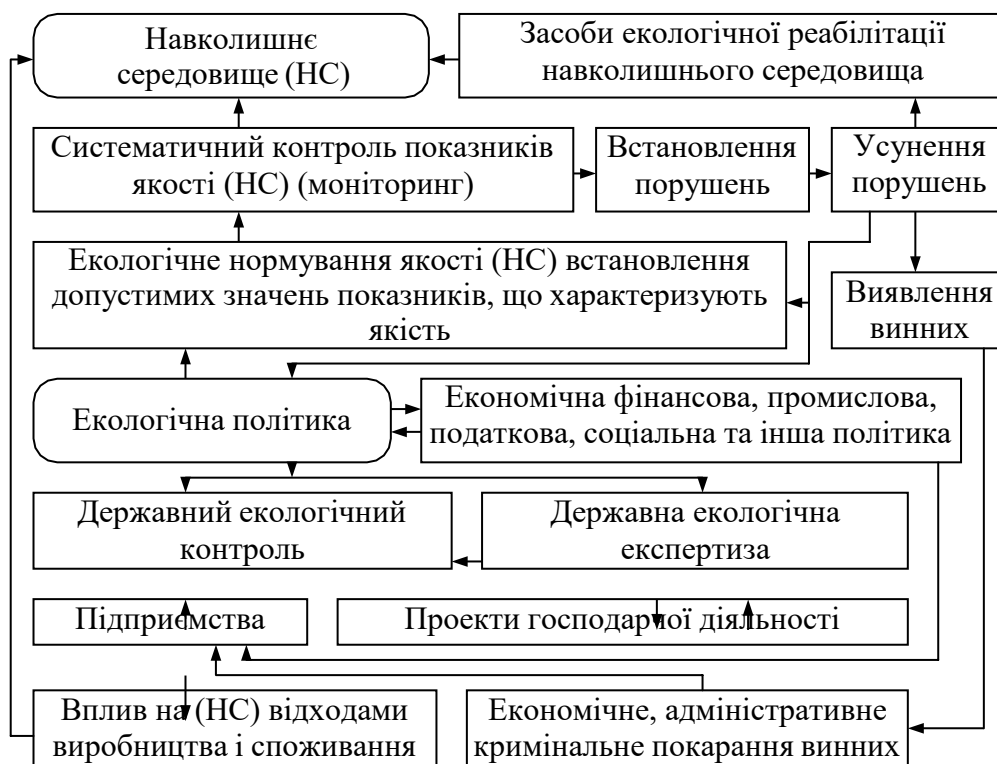 Навколишнє
середовище (НС)
Засоби екологічної реабілітації
навколишнього середовища
Систематичний контроль показників
якості (НС) (моніторинг)
Встановлення
порушень
Усунення
порушень
Екологічне нормування якості (НС) встановлення
допустимих значень показників, що характеризують
якість
Виявлення
винних
Екологічна політика
Економічна фінансова, промислова,
податкова, соціальна та інша політика
Державний екологічний
контроль
Державна екологічна
експертиза
Підприємства
Проекти господарчої діяльності
Вплив на (НС) відходами
виробництва і споживання
Економічне, адміністративне
кримінальне покарання винних